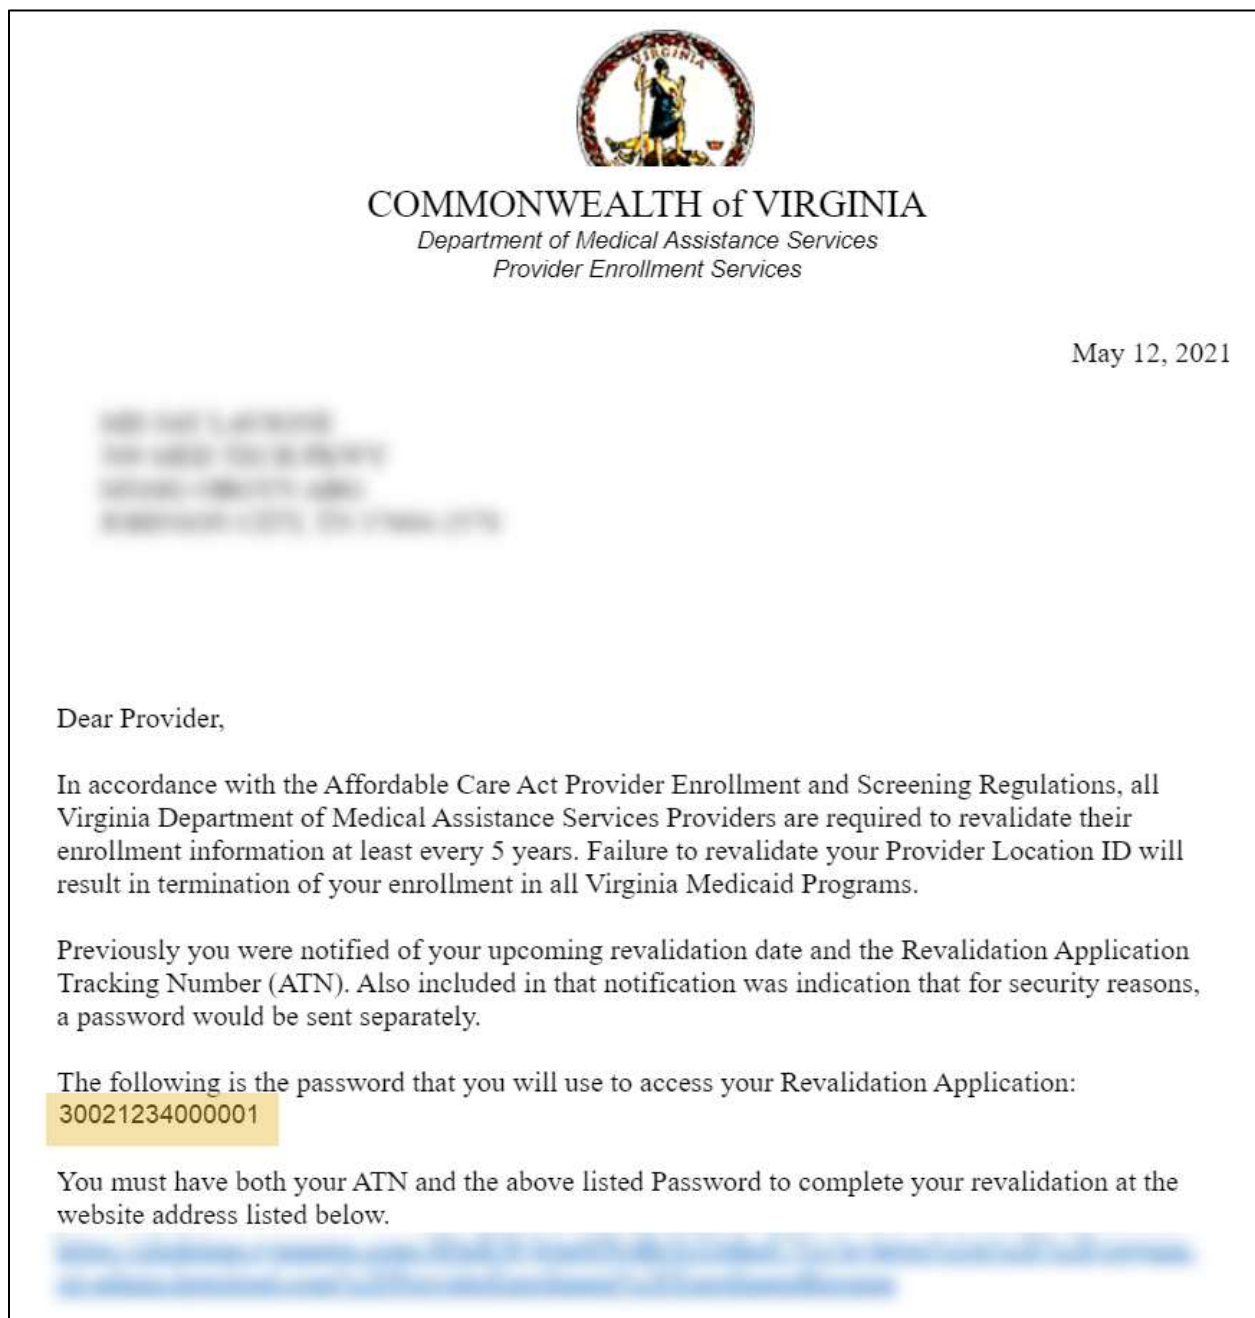 VIRGINIA
COMMONWEALTH of VIRGINIA
Department of Medical Assistance Services
Provider Enrollment Services
May 12, 2021
Dear Provider,
In accordance with the Affordable Care Act Provider Enrollment and Screening Regulations, all
Virginia Department of Medical Assistance Services Providers are required to revalidate their
enrollment information at least every 5 years. Failure to revalidate your Provider Location ID will
result in termination of your enrollment in all Virginia Medicaid Programs.
Previously you were notified of your upcoming revalidation date and the Revalidation Application
Tracking Number (ATN). Also included in that notification was indication that for security reasons,
a password would be sent separately.
The following is the password that you will use to access your Revalidation Application:
30021234000001
You must have both your ATN and the above listed Password to complete your revalidation at the
website address listed below.